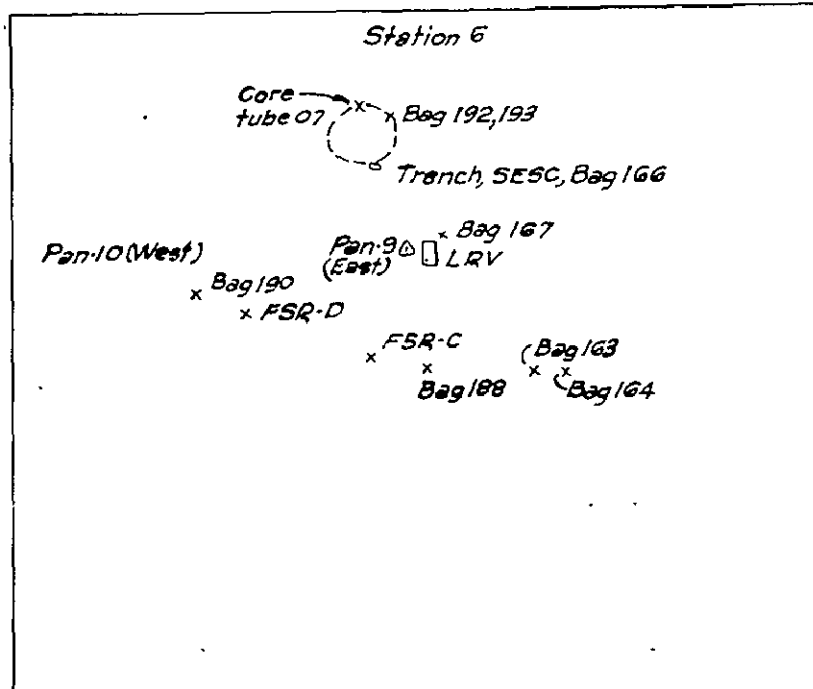 Station 6
Core
tube 07
Bag 192,193
Trench, SESC, Bag 166
Bag 167
Pan·10 (West)
Pan·9
(East)
LRV
Bag 190
FSR-D
FSR-C
Bag 163
Bag 188
Bag 164